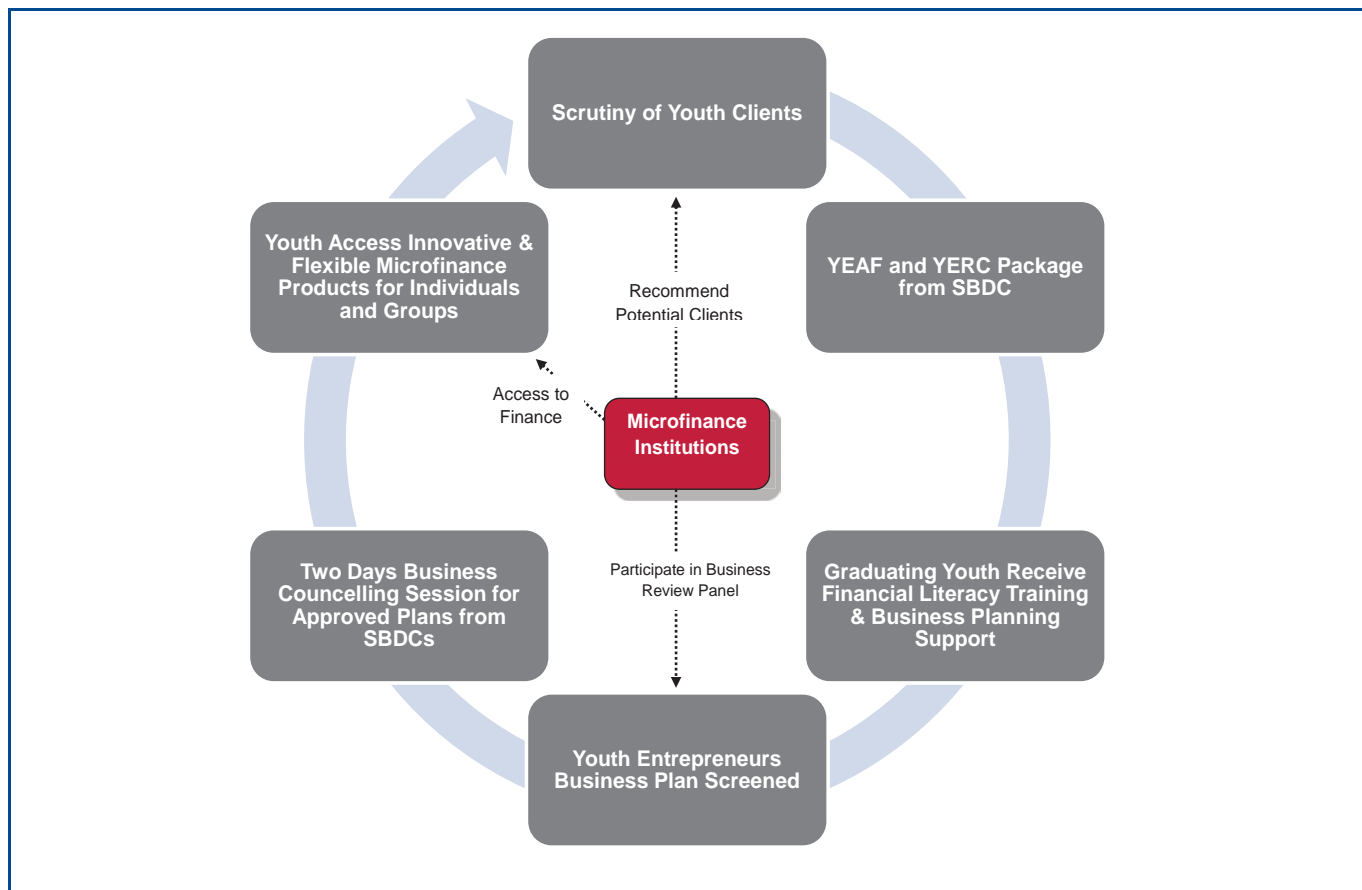 Scrutiny of Youth Clients
YEAF and YERC Package
from SBDC
Graduating Youth Receive
Financial Literacy Training
& Business Planning
Support
Youth Entrepreneurs
Business Plan Screened
Two Days Business
Councelling Session for
Approved Plans from
SBDCs
Youth Access Innovative &
Flexible Microfinance
Products for Individuals
and Groups
Recommend
Potential Clients
Access to
Finance
Microfinance
Institutions
Participate in Business
Review Panel